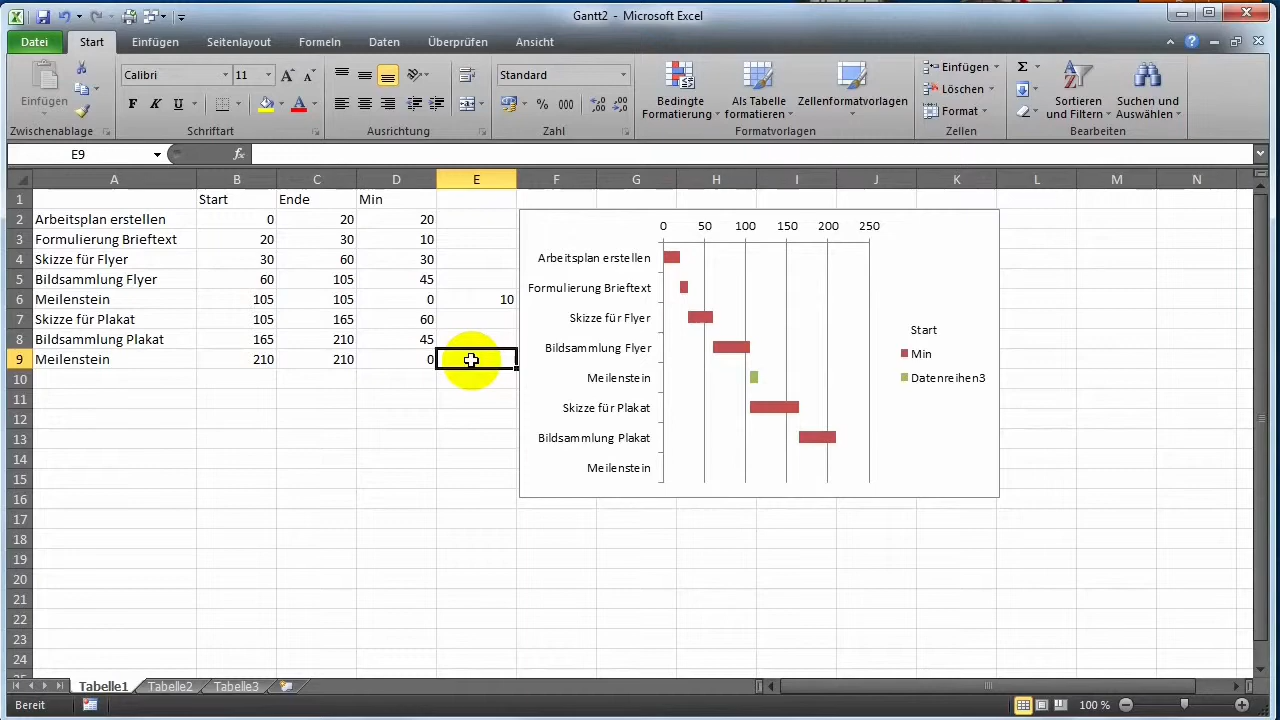 Gantt2 - Microsoft Excel
Datei Start Einfügen Seitenlayout Formeln Daten Überprüfen Ansicht
Einfügen
Calibri 11
F K U
Standard
% 000
Bedingte Formatierung
Als Tabelle formatieren
Zellenformatvorlagen
Einfügen
Löschen
Format
Σ
Sortieren und Filtern
Suchen und Auswählen
Zwischenablage Schriftart Ausrichtung Zahl Formatvorlagen Zellen Bearbeiten
E9 fx
A B C D E F G H I J K L M N
1 Start Ende Min
2 Arbeitsplan erstellen 0 20 20
3 Formulierung Brieftext 20 30 10
4 Skizze für Flyer 30 60 30
5 Bildsammlung Flyer 60 105 45
6 Meilenstein 105 105 0 10
7 Skizze für Plakat 105 165 60
8 Bildsammlung Plakat 165 210 45
9 Meilenstein 210 210 0
10
11
12
13
14
15
16
17
18
19
20
21
22
23
24
0 50 100 150 200 250
Arbeitsplan erstellen
Formulierung Brieftext
Skizze für Flyer
Bildsammlung Flyer
Meilenstein
Skizze für Plakat
Bildsammlung Plakat
Meilenstein
Start
Min
Datenreihen3
Tabelle1 Tabelle2 Tabelle3
Bereit 100 %